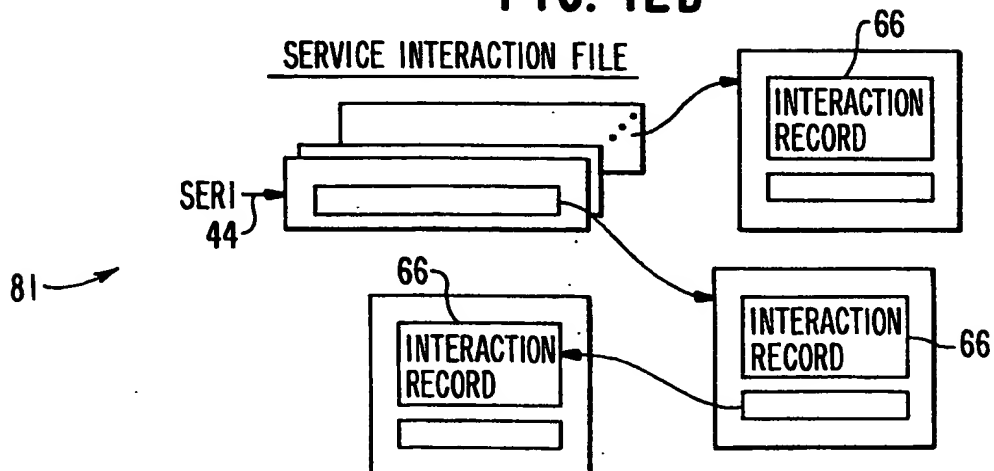 FIG. 12B
SERVICE INTERACTION FILE
66
INTERACTION
RECORD
SERI
44
81
66
INTERACTION
RECORD
INTERACTION
RECORD
66